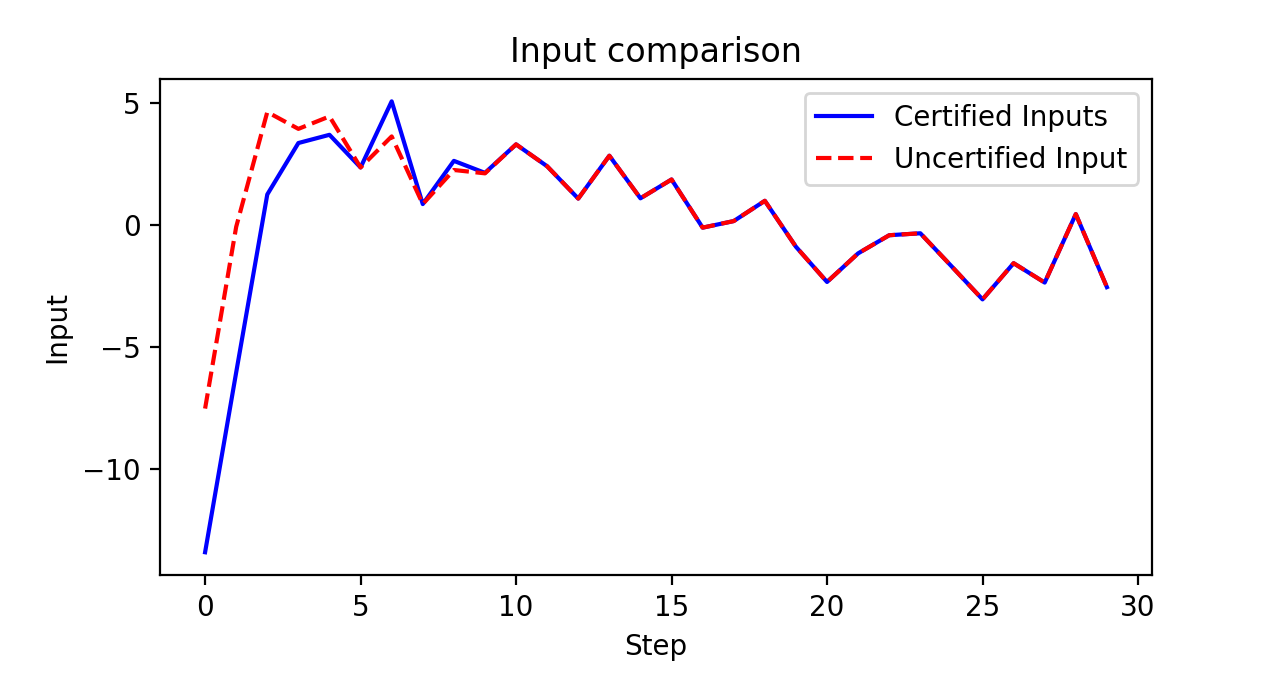 Input comparison
5
0
−5
−10
Input
Certified Inputs
Uncertified Input
0 5 10 15 20 25 30
Step